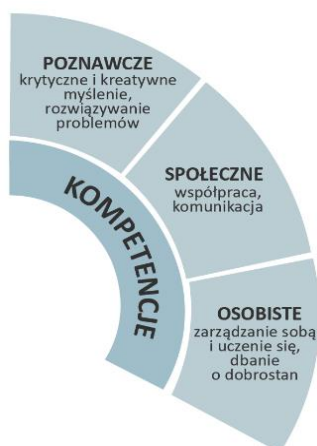 POZNAWCZE
krytyczne i kreatywne
myślenie,
rozwiązywanie
problemów
SPOŁECZNE
współpraca,
komunikacja
KOMPETENCJE
OSOBISTE
zarządzanie sobą
i uczenie się,
dbanie
o dobrostan